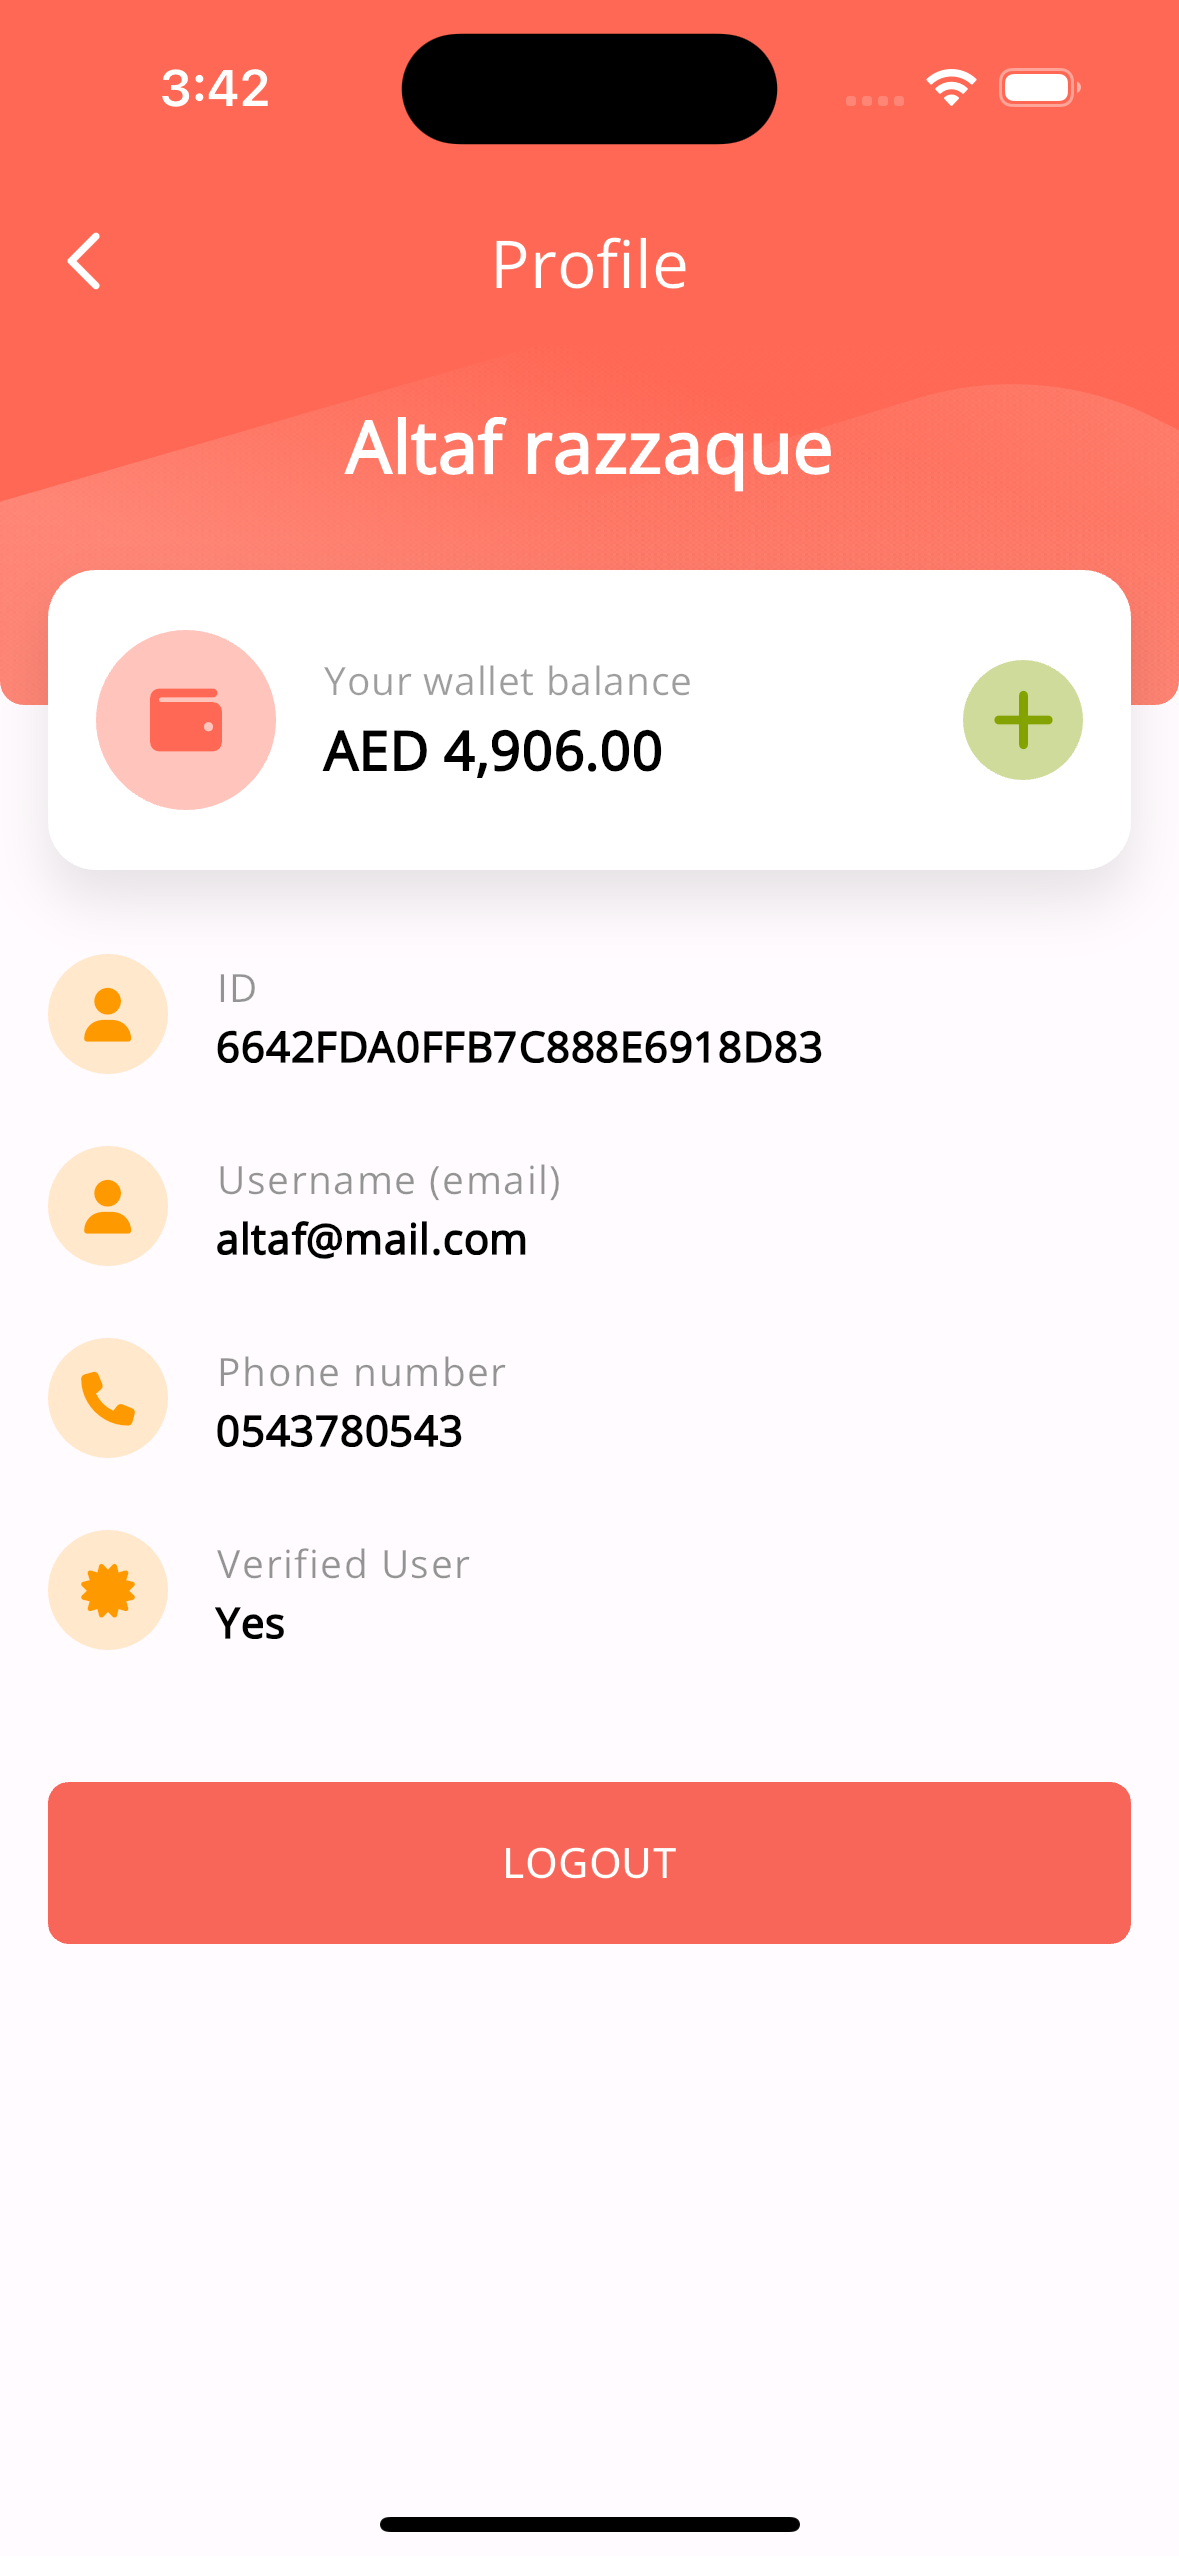 3:42
Profile
Altaf razzaque
Your wallet balance
AED 4,906.00
ID
6642FDA0FFB7C888E6918D83
Username (email)
altaf@mail.com
Phone number
0543780543
Verified User
Yes
LOGOUT